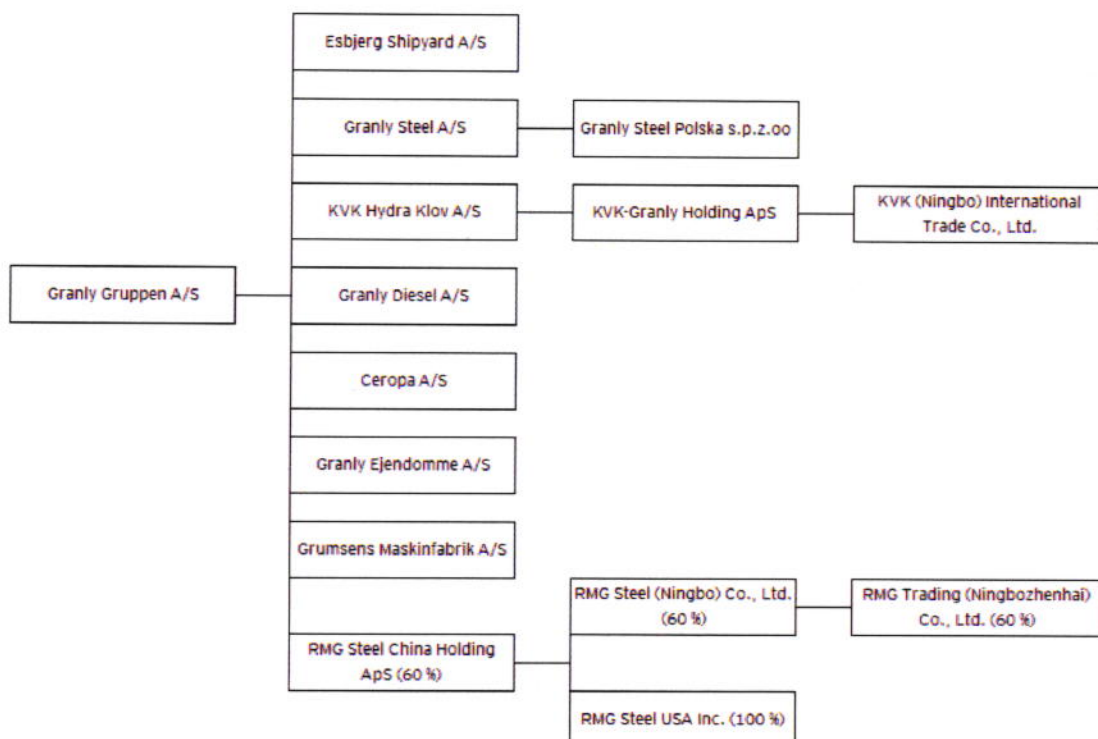 Esbjerg Shipyard A/S
Granly Steel A/S
Granly Steel Polska s.p.z.oo
KVK Hydra Klov A/S
KVK-Granly Holding ApS
KVK (Ningbo) International
Trade Co., Ltd.
Granly Gruppen A/S
Granly Diesel A/S
Ceropa A/S
Granly Ejendomme A/S
Grumsens Maskinfabrik A/S
RMG Steel China Holding
ApS (60 %)
RMG Steel (Ningbo) Co., Ltd.
(60 %)
RMG Trading (Ningbozhenhai)
Co., Ltd. (60 %)
RMG Steel USA Inc. (100 %)